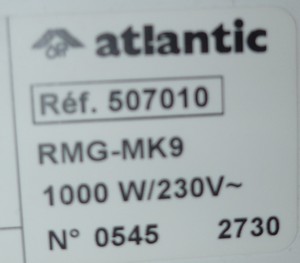 atlantic
Réf. 507010
RMG-MK9
1000 W/230V~
N° 0545 2730